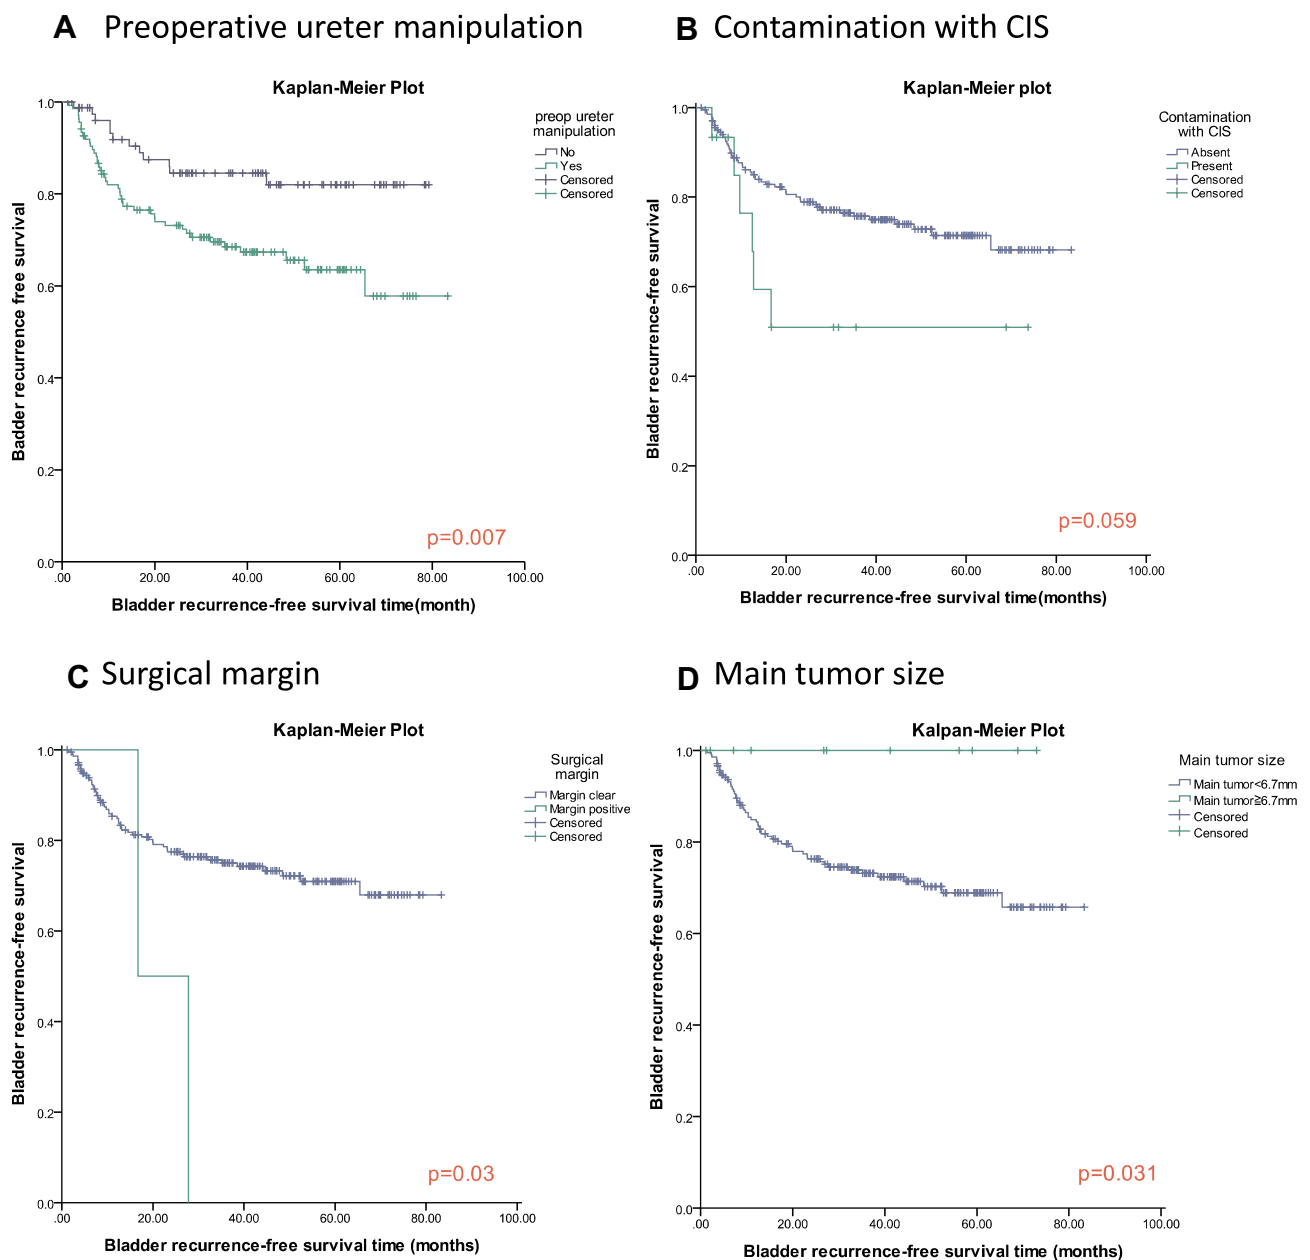 A Preoperative ureter manipulation
Kaplan-Meier Plot
preop ureter
manipulation
No
Yes
Censored
Censored
Badder recurrence free survival
1.0
0.8
0.6
0.4
0.2
0.0
.00 20.00 40.00 60.00 80.00 100.00
p=0.007
Bladder recurrence-free survival time(month)
B Contamination with CIS
Kaplan-Meier plot
Contamination
with CIS
Absent
Present
Censored
Censored
Bladder recurrence-free survival
1.0
0.8
0.6
0.4
0.2
0.0
.00 20.00 40.00 60.00 80.00 100.00
p=0.059
Bladder recurrence-free survival time(months)
C Surgical margin
Kaplan-Meier Plot
Surgical
margin
Margin clear
Margin positive
Censored
Censored
Bladder recurrence-free survival
1.0
0.8
0.6
0.4
0.2
0.0
.00 20.00 40.00 60.00 80.00 100.00
p=0.03
Bladder recurrence-free survival time (months)
D Main tumor size
Kalpan-Meier Plot
Main tumor size
Main tumor<6.7mm
Main tumor≥6.7mm
Censored
Censored
Bladder recurrence-free survival
1.0
0.8
0.6
0.4
0.2
0.0
.00 20.00 40.00 60.00 80.00 100.00
p=0.031
Bladder recurrence-free survival time (months)